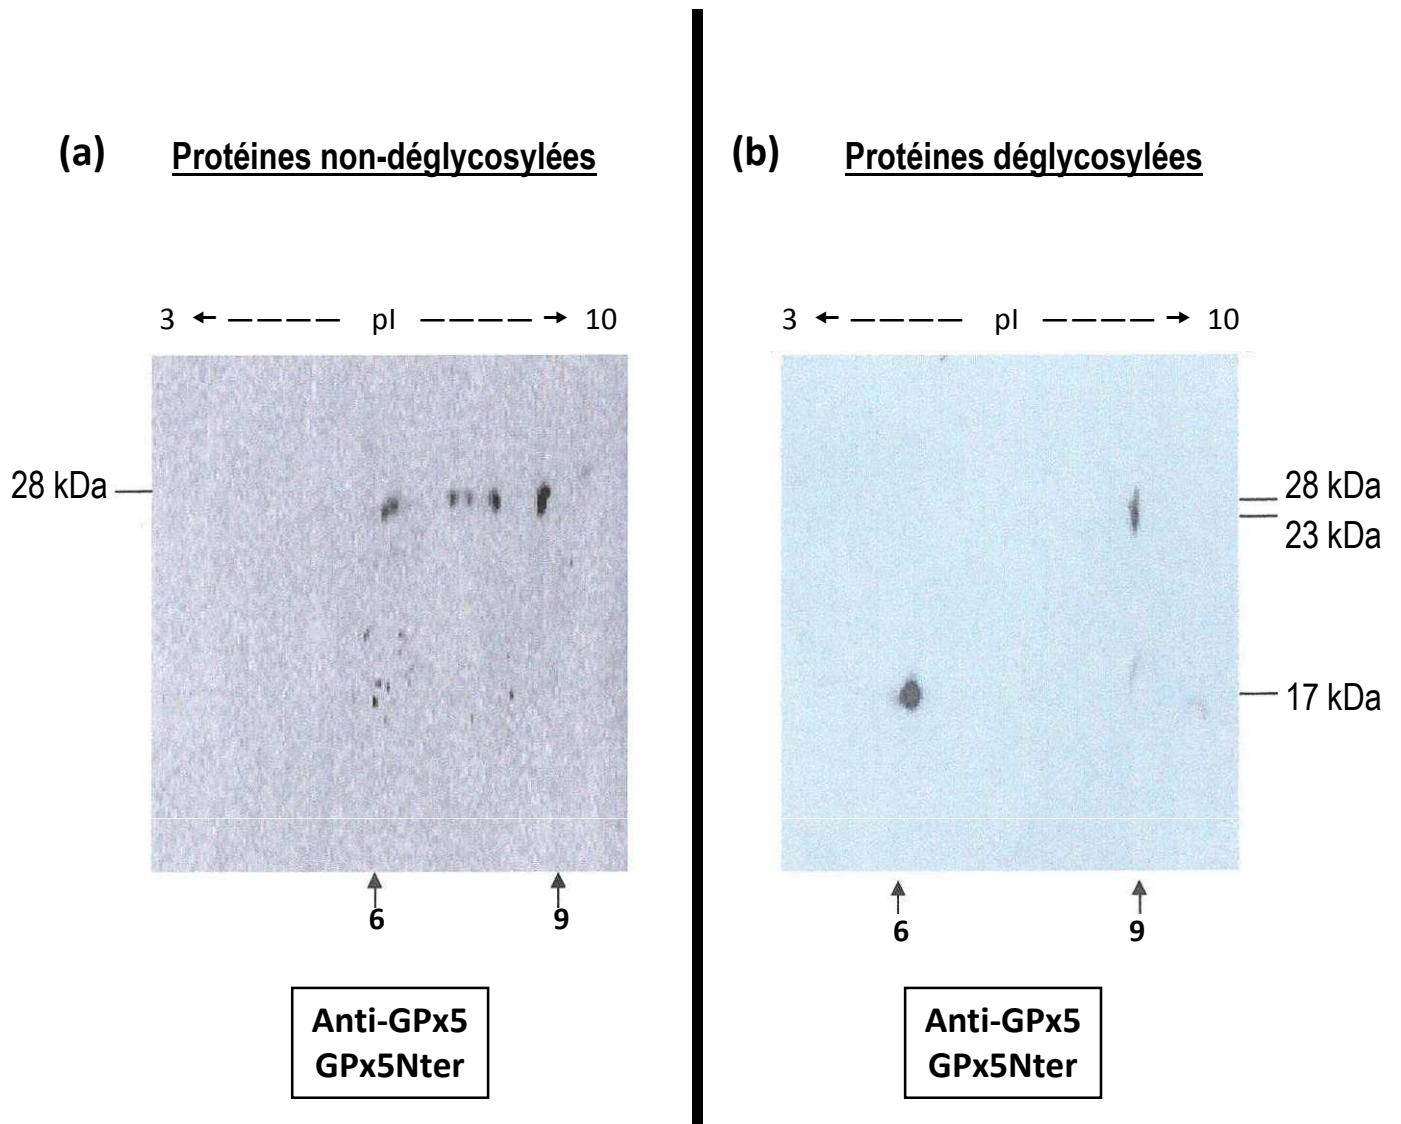 (a) Protéines non-déglycosylées
3 ← – – – – pI – – – – → 10
28 kDa
6 9
Anti-GPx5
GPx5Nter
(b) Protéines déglycosylées
3 ← – – – – pI – – – – → 10
28 kDa
23 kDa
17 kDa
6 9
Anti-GPx5
GPx5Nter